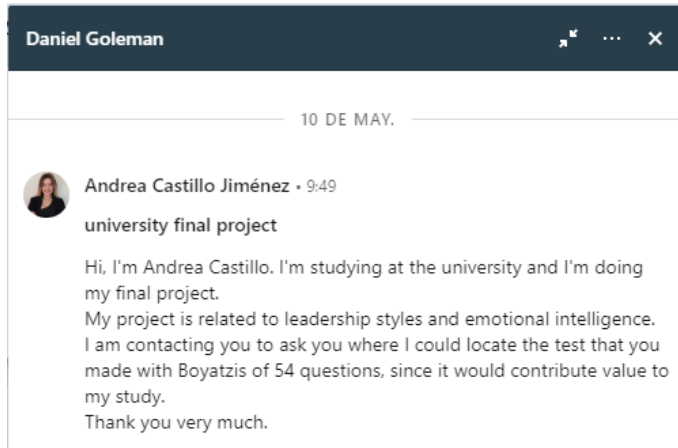 Daniel Goleman
10 DE MAY.
Andrea Castillo Jiménez • 9:49
university final project
Hi, I'm Andrea Castillo. I'm studying at the university and I'm doing
my final project.
My project is related to leadership styles and emotional intelligence.
I am contacting you to ask you where I could locate the test that you
made with Boyatzis of 54 questions, since it would contribute value to
my study.
Thank you very much.